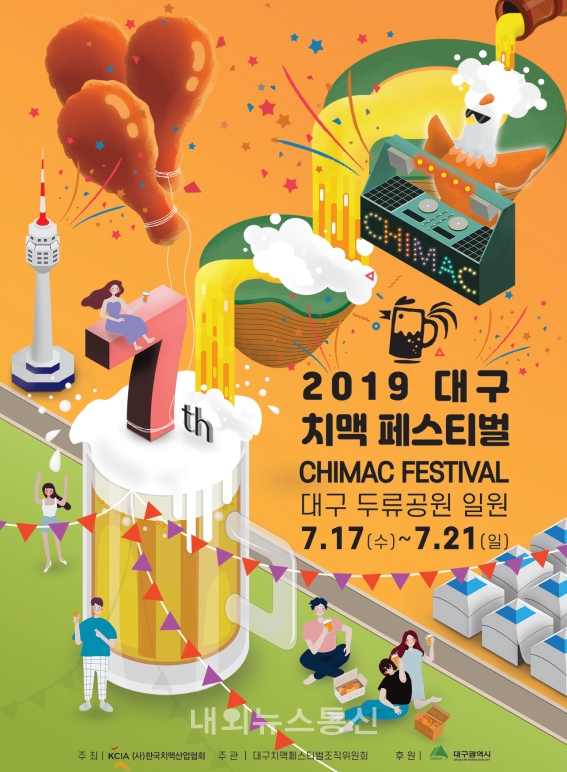 CHIMAC
7th
2019 대구
치맥 페스티벌
CHIMAC FESTIVAL
대구 두류공원 일원
7.17(수)~7.21(일)
내외뉴스통신
주최 | KCIA (사)한국치맥산업협회 주관 | 대구치맥페스티벌조직위원회 후원 | 대구광역시